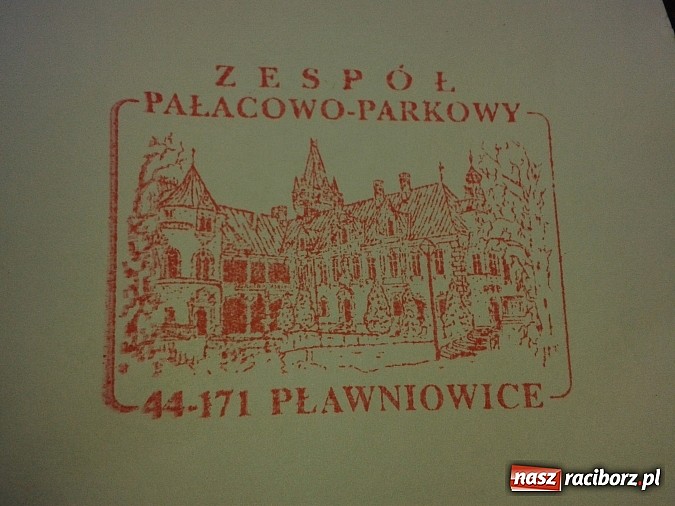 ZESPÓŁ
PAŁACOWO-PARKOWY
44-171 PŁAWNIOWICE
nasz raciborz.pl